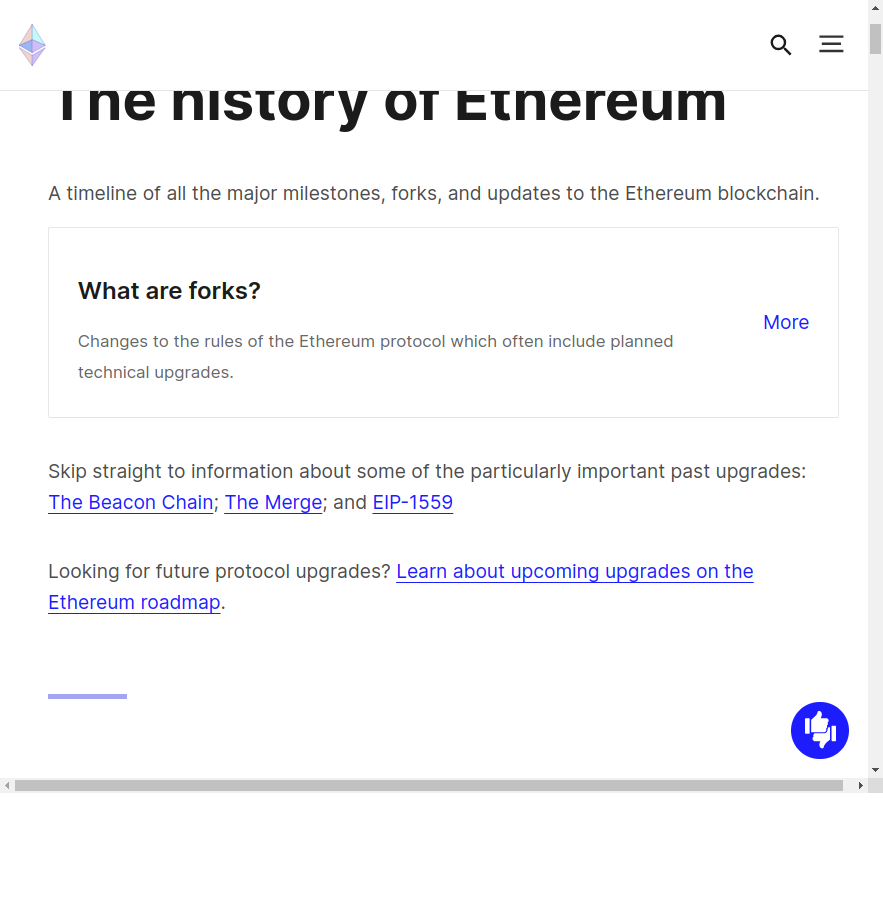 The history of Ethereum
A timeline of all the major milestones, forks, and updates to the Ethereum blockchain.
What are forks?
More
Changes to the rules of the Ethereum protocol which often include planned
technical upgrades.
Skip straight to information about some of the particularly important past upgrades:
The Beacon Chain; The Merge; and EIP-1559
Looking for future protocol upgrades? Learn about upcoming upgrades on the
Ethereum roadmap.